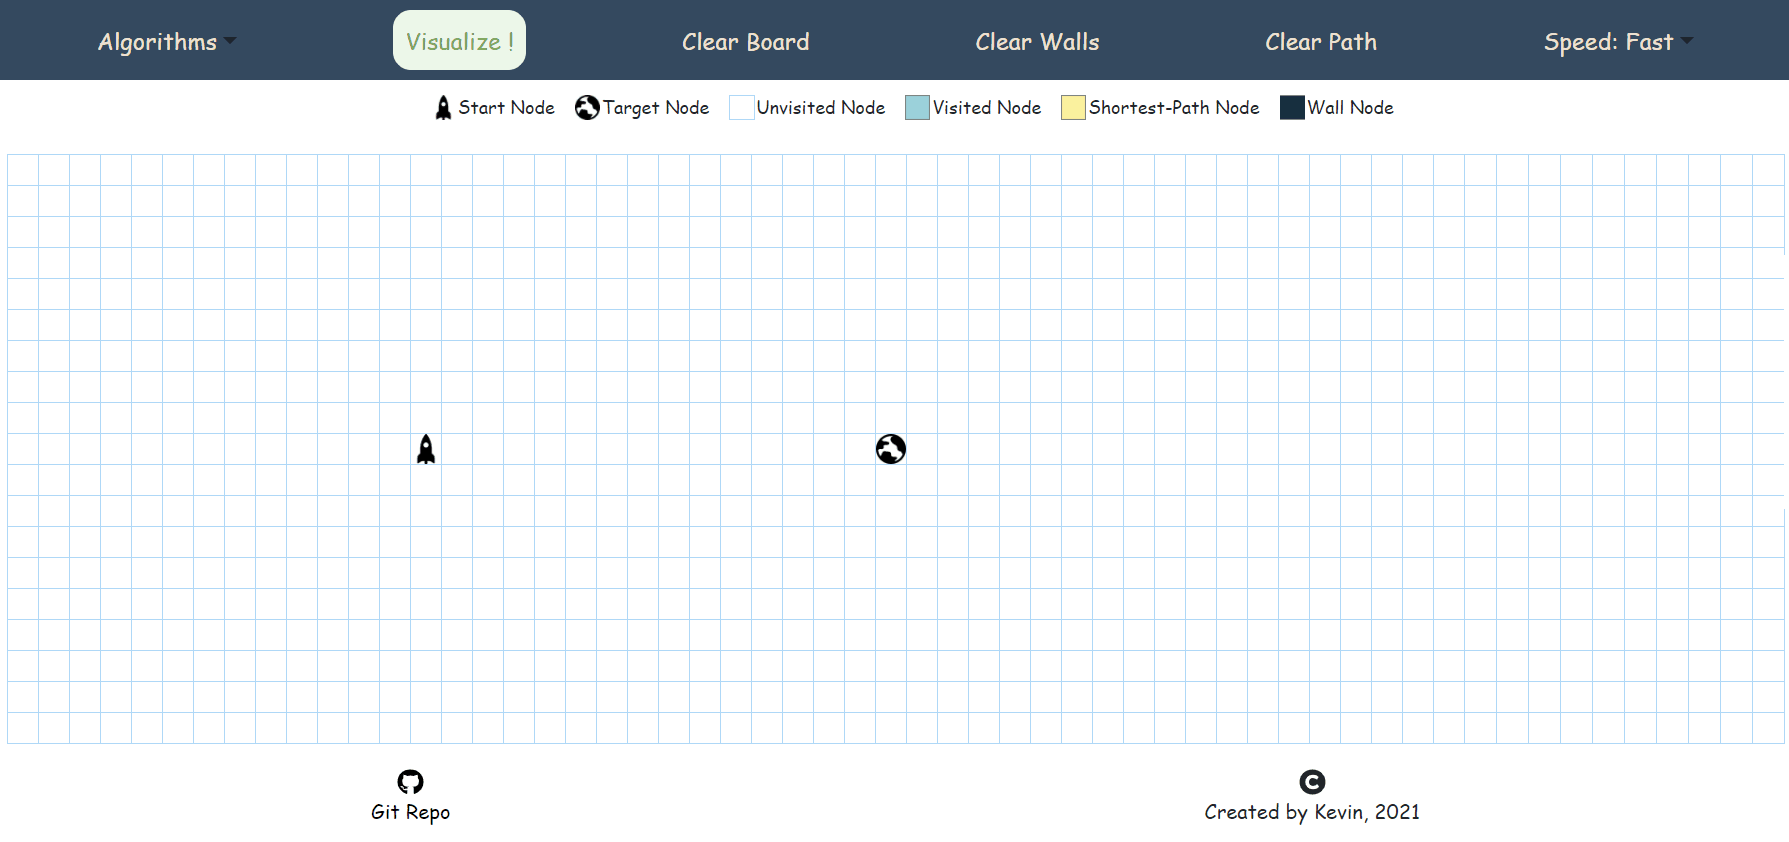 Algorithms Visualize ! Clear Board Clear Walls Clear Path Speed: Fast
Start Node Target Node Unvisited Node Visited Node Shortest-Path Node Wall Node
Git Repo Created by Kevin, 2021